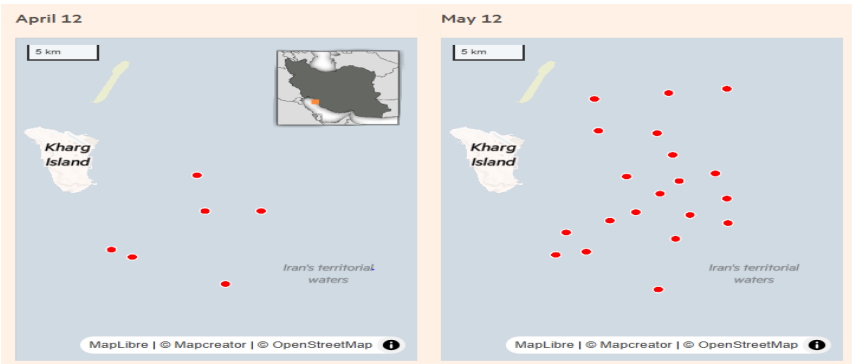 April 12
May 12
5 km
Kharg
Island
Iran's territorial
waters
MapLibre | © Mapcreator | © OpenStreetMap
5 km
Kharg
Island
Iran's territorial
waters
MapLibre | © Mapcreator | © OpenStreetMap